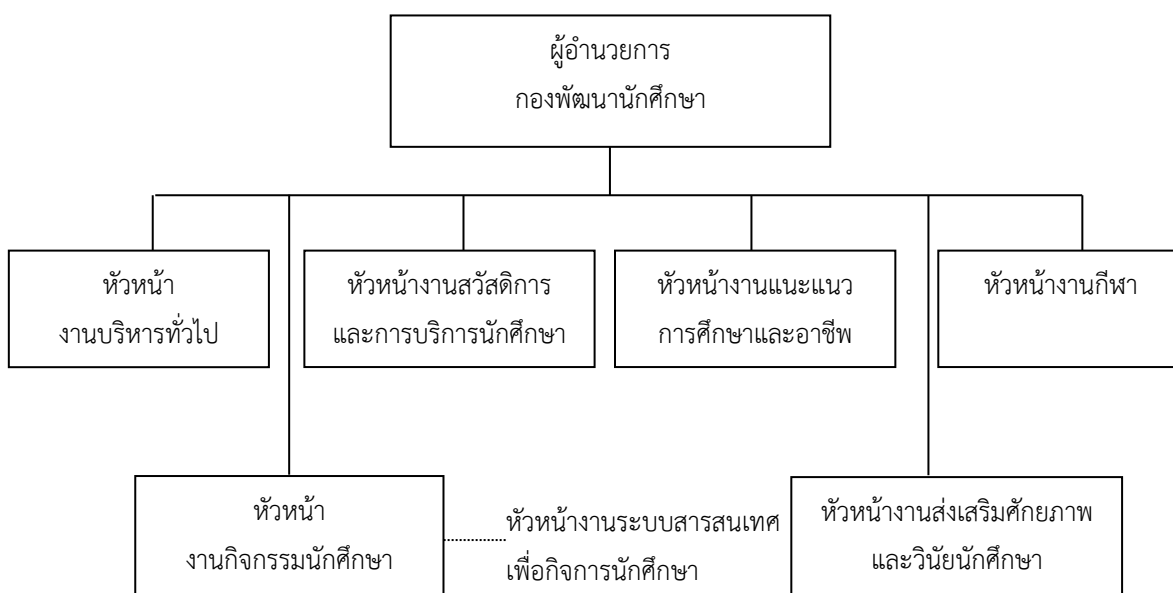 ผู้อำนวยการ
กองพัฒนานักศึกษา
หัวหน้า
งานบริหารทั่วไป
หัวหน้างานสวัสดิการ
และการบริการนักศึกษา
หัวหน้างานแนะแนว
การศึกษาและอาชีพ
หัวหน้างานกีฬา
หัวหน้า
งานกิจกรรมนักศึกษา
หัวหน้างานระบบสารสนเทศ
เพื่อกิจการนักศึกษา
หัวหน้างานส่งเสริมศักยภาพ
และวินัยนักศึกษา